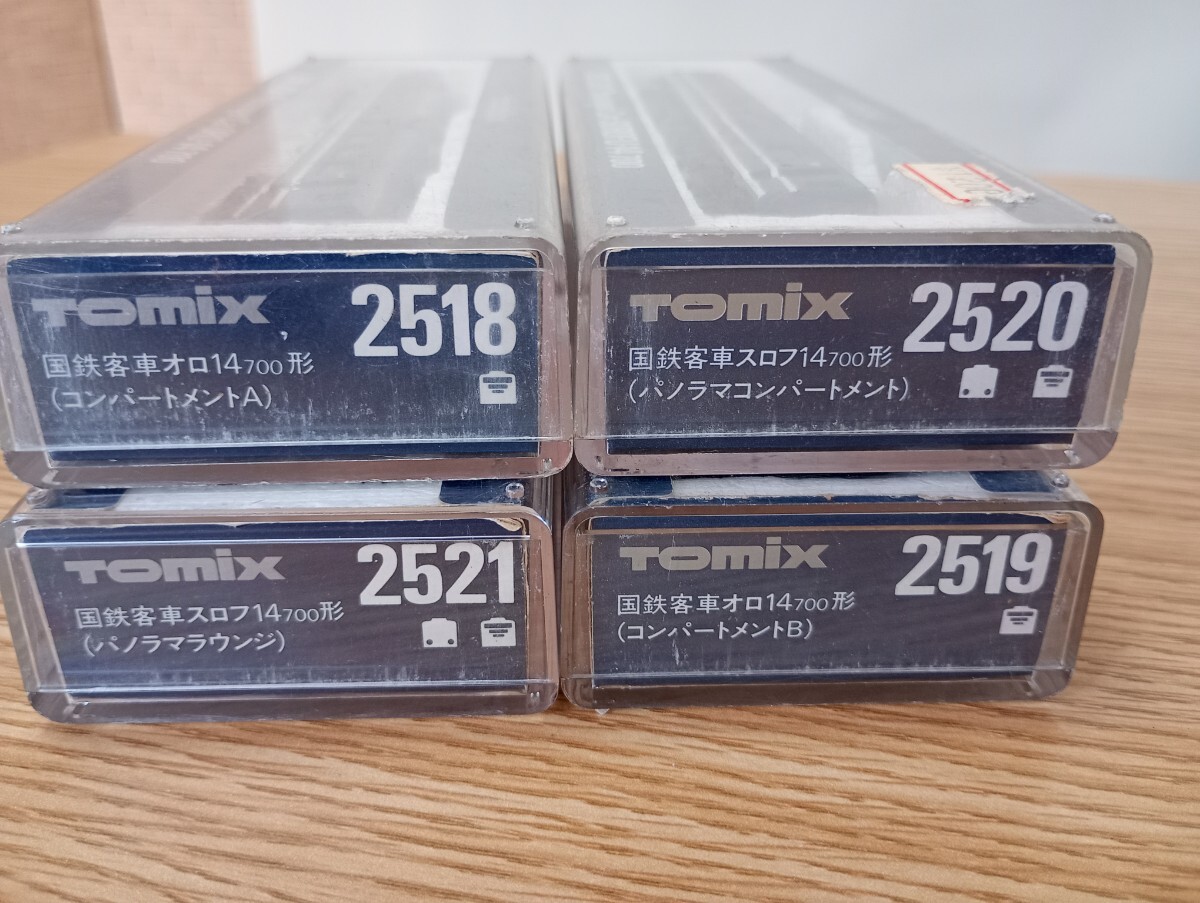 TOMIX 2518
国鉄客車オロ14700形
(コンパートメントA)
TOMIX 2520
国鉄客車スロフ14700形
(パノラマコンパートメント)
TOMIX 2521
国鉄客車スロフ14700形
(パノララウンジ)
TOMIX 2519
国鉄客車オロ14700形
(コンパートメントB)